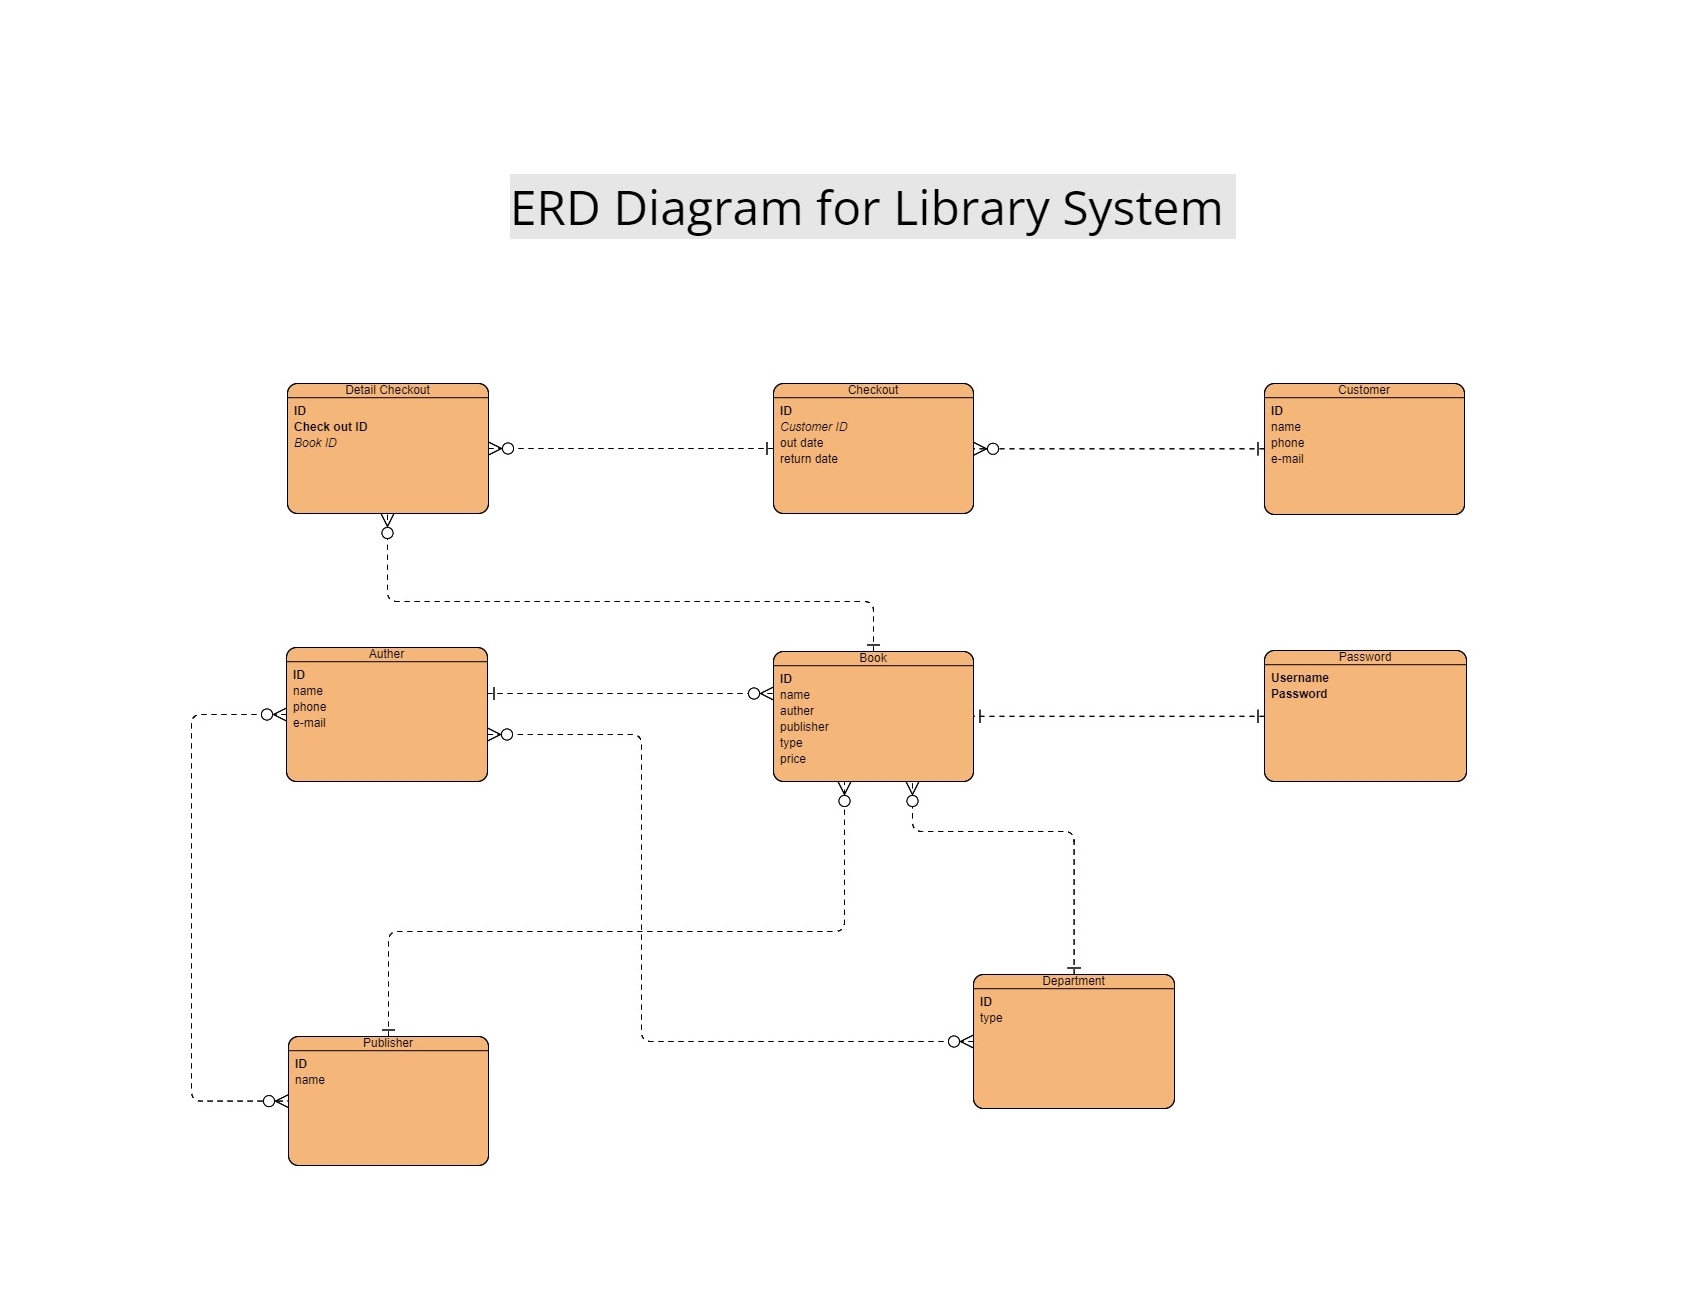 ERD Diagram for Library System
Detail Checkout
ID
Check out ID
Book ID
Checkout
ID
Customer ID
out date
return date
Customer
ID
name
phone
e-mail
Auther
ID
name
phone
e-mail
Book
ID
name
auther
publisher
type
price
Password
Username
Password
Department
ID
type
Publisher
ID
name